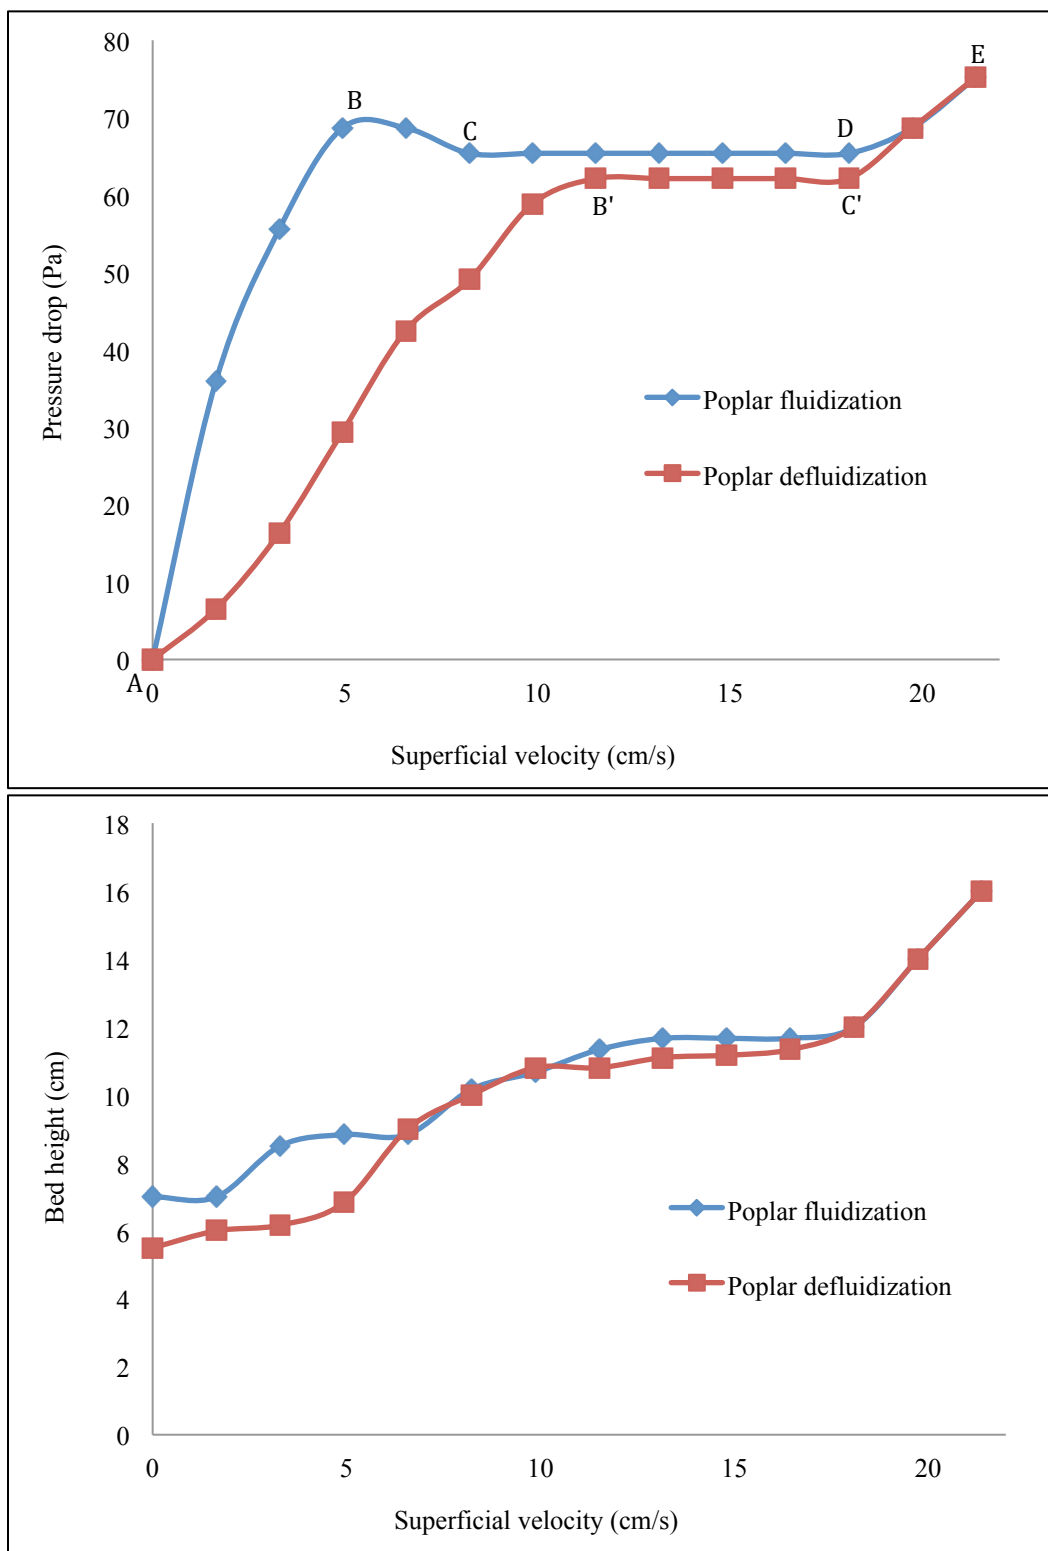 80
E
70
B
C
D
60
B'
C'
50
Pressure drop (Pa)
40
Poplar fluidization
30
Poplar defluidization
20
10
0
A
0 5 10 15 20
Superficial velocity (cm/s)
18
16
14
12
10
Bed height (cm)
8
Poplar fluidization
6
Poplar defluidization
4
2
0
0 5 10 15 20
Superficial velocity (cm/s)